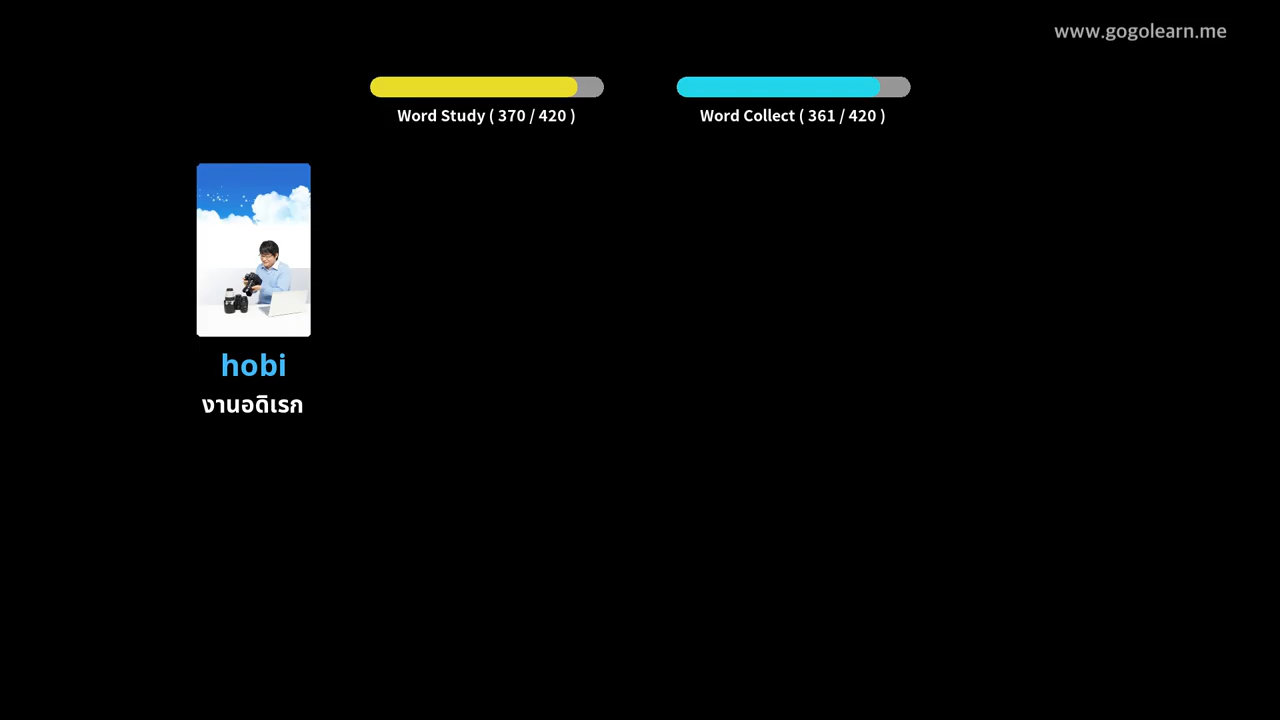 www.gogolearn.me
Word Study ( 370 / 420 )
Word Collect ( 361 / 420 )
hobi
งานอดิเรก